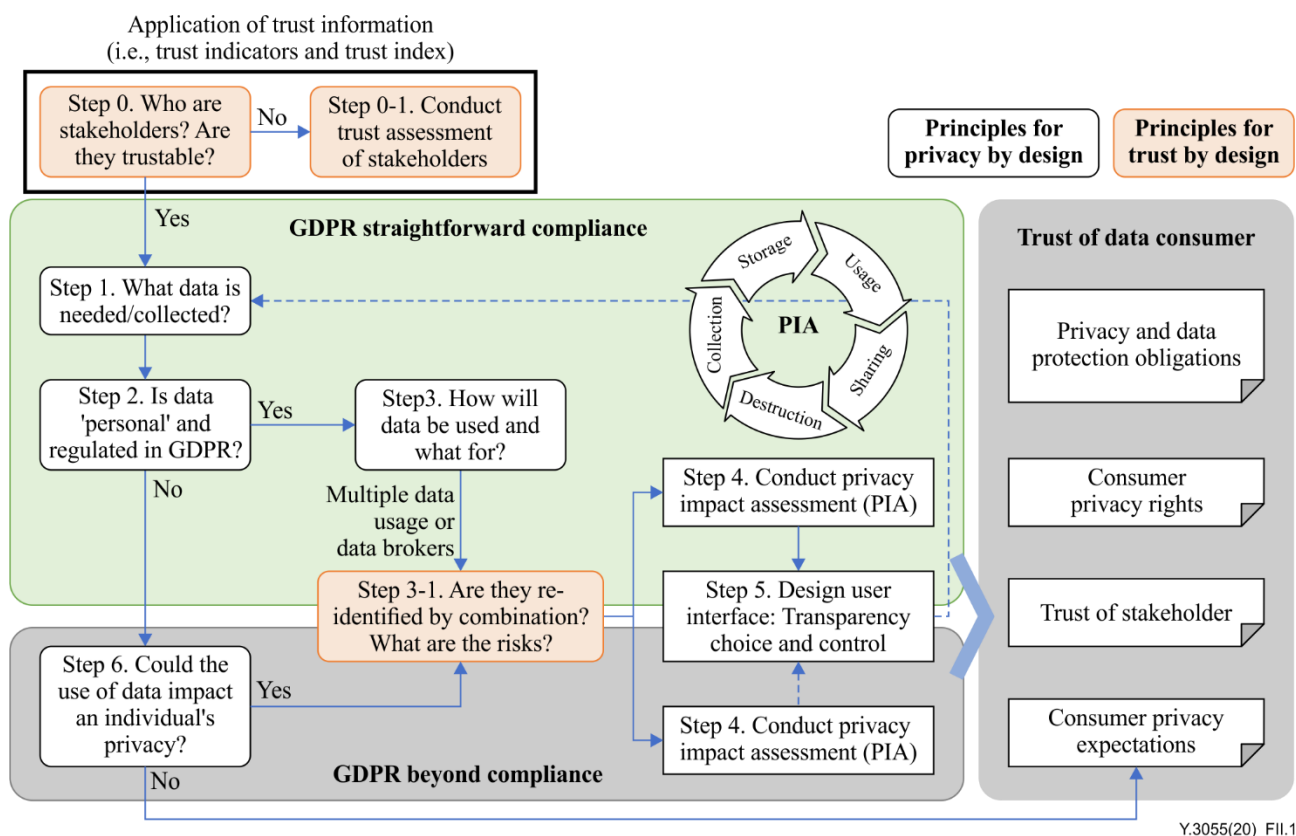 Application of trust information
(i.e., trust indicators and trust index)
Step 0. Who are
stakeholders? Are
they trustable?
No
Step 0-1. Conduct
trust assessment
of stakeholders
Principles for
privacy by design
Principles for
trust by design
Yes
GDPR straightforward compliance
Step 1. What data is
needed/collected?
Storage
Usage
Sharing
Destruction
Collection
PIA
Step 2. Is data
'personal' and
regulated in GDPR?
Yes
Step3. How will
data be used and
what for?
No
Multiple data
usage or
data brokers
Step 4. Conduct privacy
impact assessment (PIA)
Step 3-1. Are they re-
identified by combination?
What are the risks?
Step 5. Design user
interface: Transparency
choice and control
Step 6. Could the
use of data impact
an individual's
privacy?
Yes
Step 4. Conduct privacy
impact assessment (PIA)
GDPR beyond compliance
No
Trust of data consumer
Privacy and data
protection obligations
Consumer
privacy rights
Trust of stakeholder
Consumer privacy
expectations
Y.3055(20)_FII.1